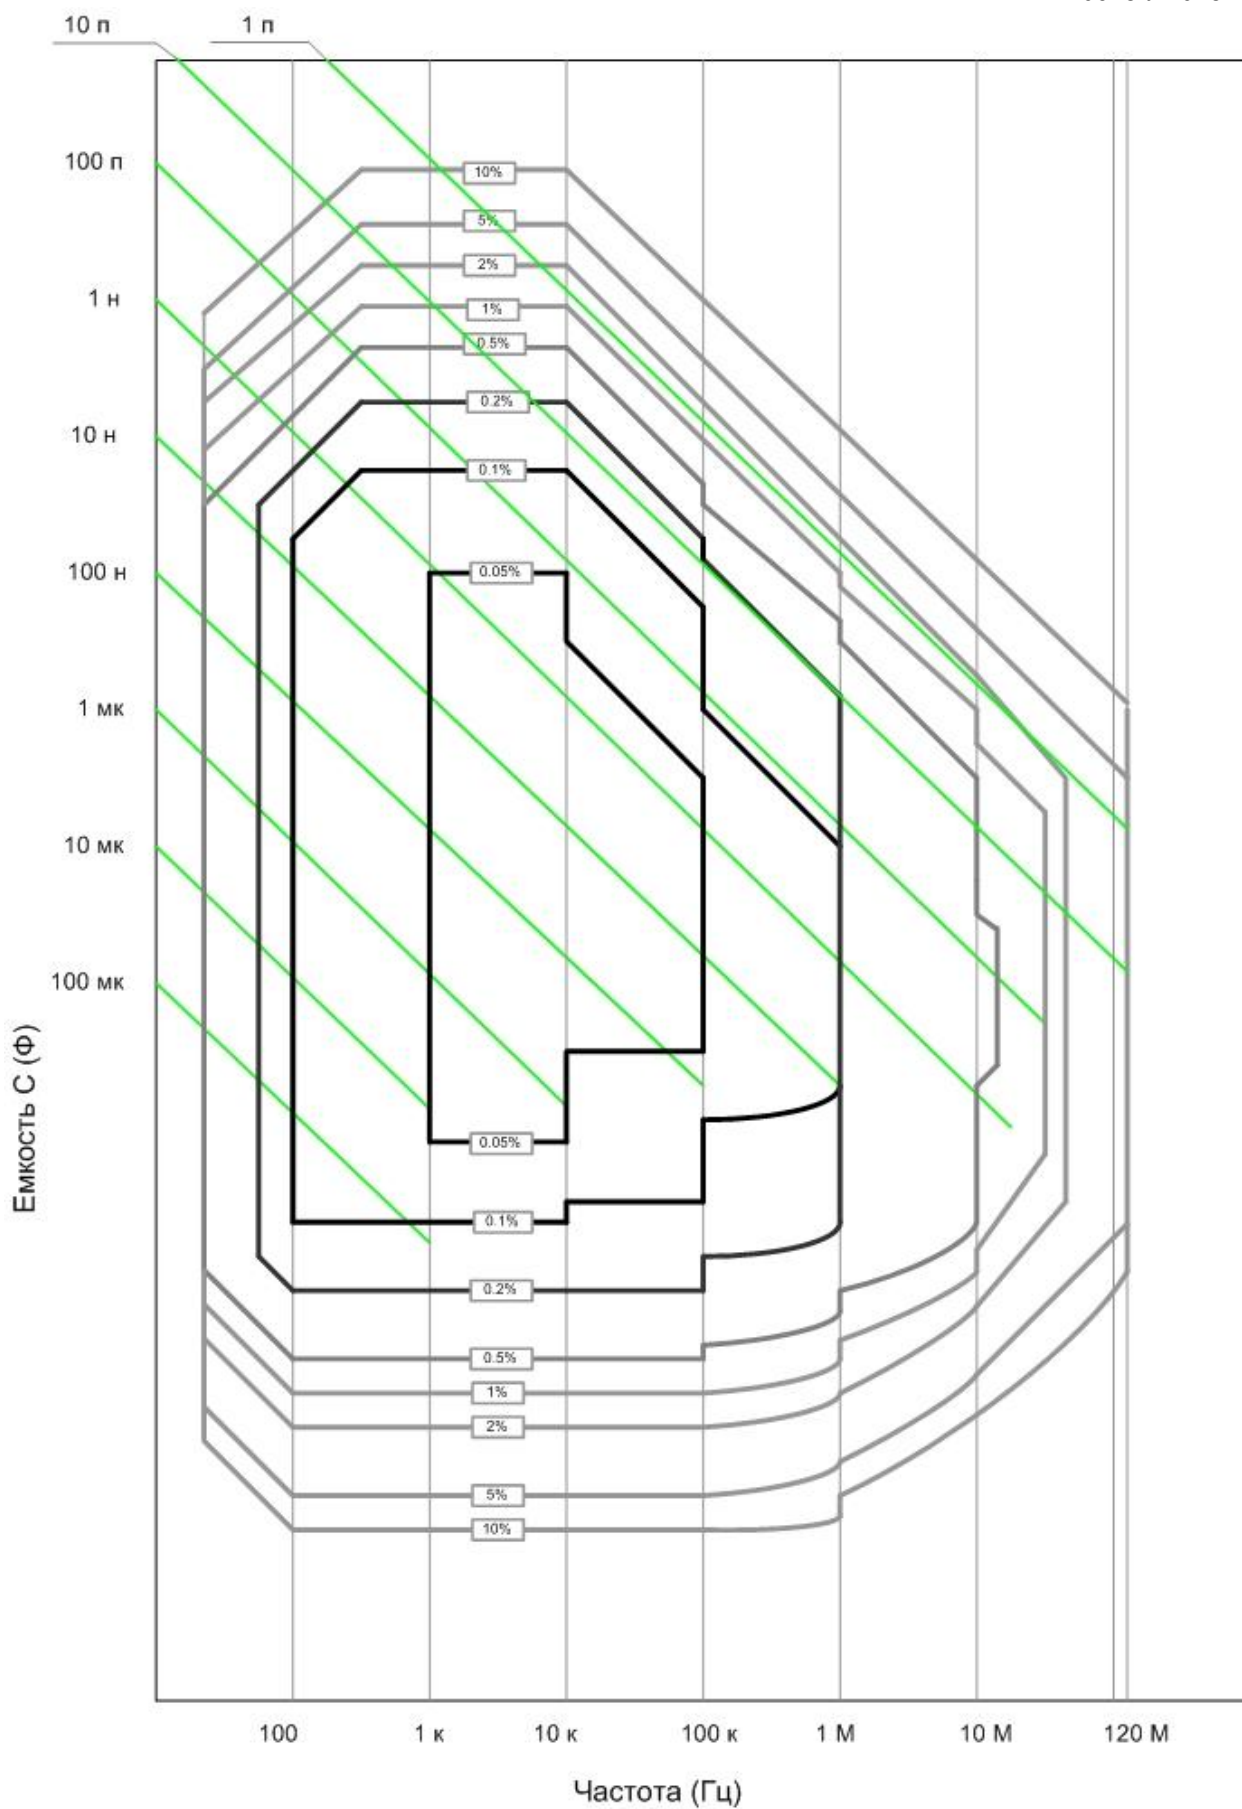 10 п
1 п
100 п
10%
5%
2%
1 н
1%
0.5%
0.2%
10 н
0.1%
100 н
0.05%
1 мк
10 мк
100 мк
Емкость С (Ф)
0.05%
0.1%
0.2%
0.5%
1%
2%
5%
10%
100
1 к
10 к
100 к
1 М
10 М
120 М
Частота (Гц)